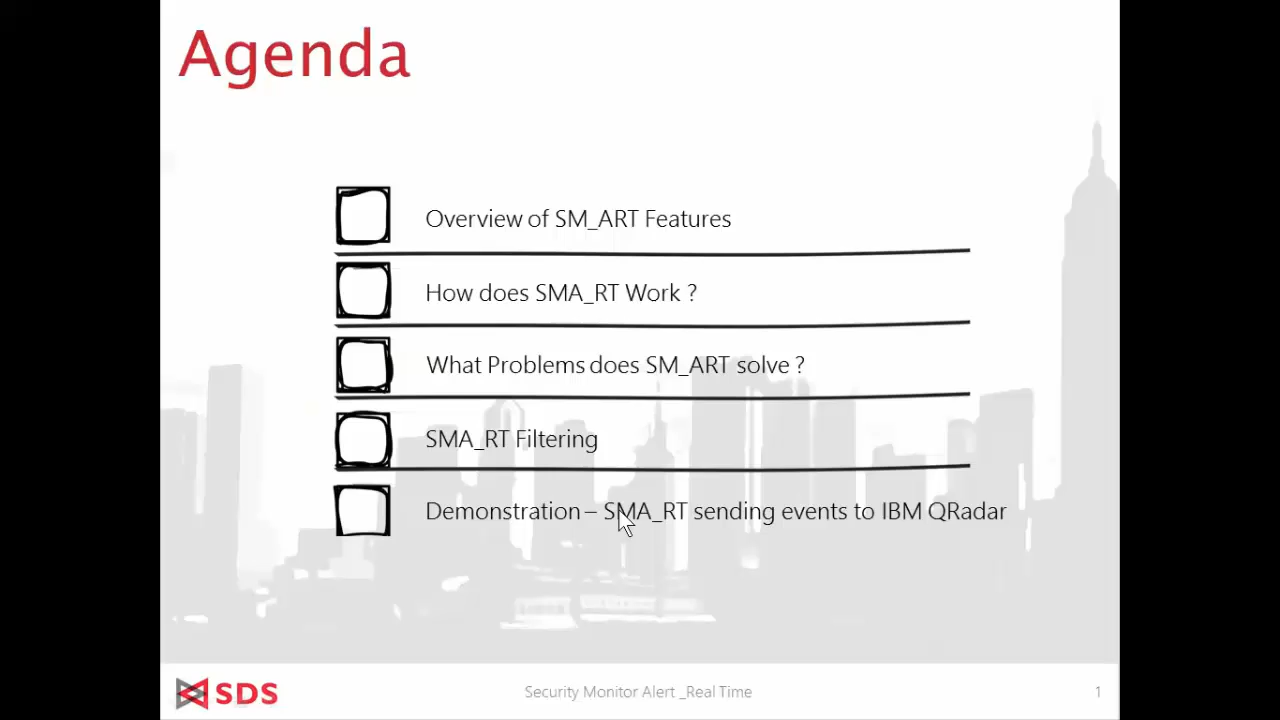 Agenda
Overview of SM_ART Features
How does SMA_RT Work ?
What Problems does SM_ART solve ?
SMA_RT Filtering
Demonstration – SMA_RT sending events to IBM QRadar
SDS
Security Monitor Alert _Real Time
1